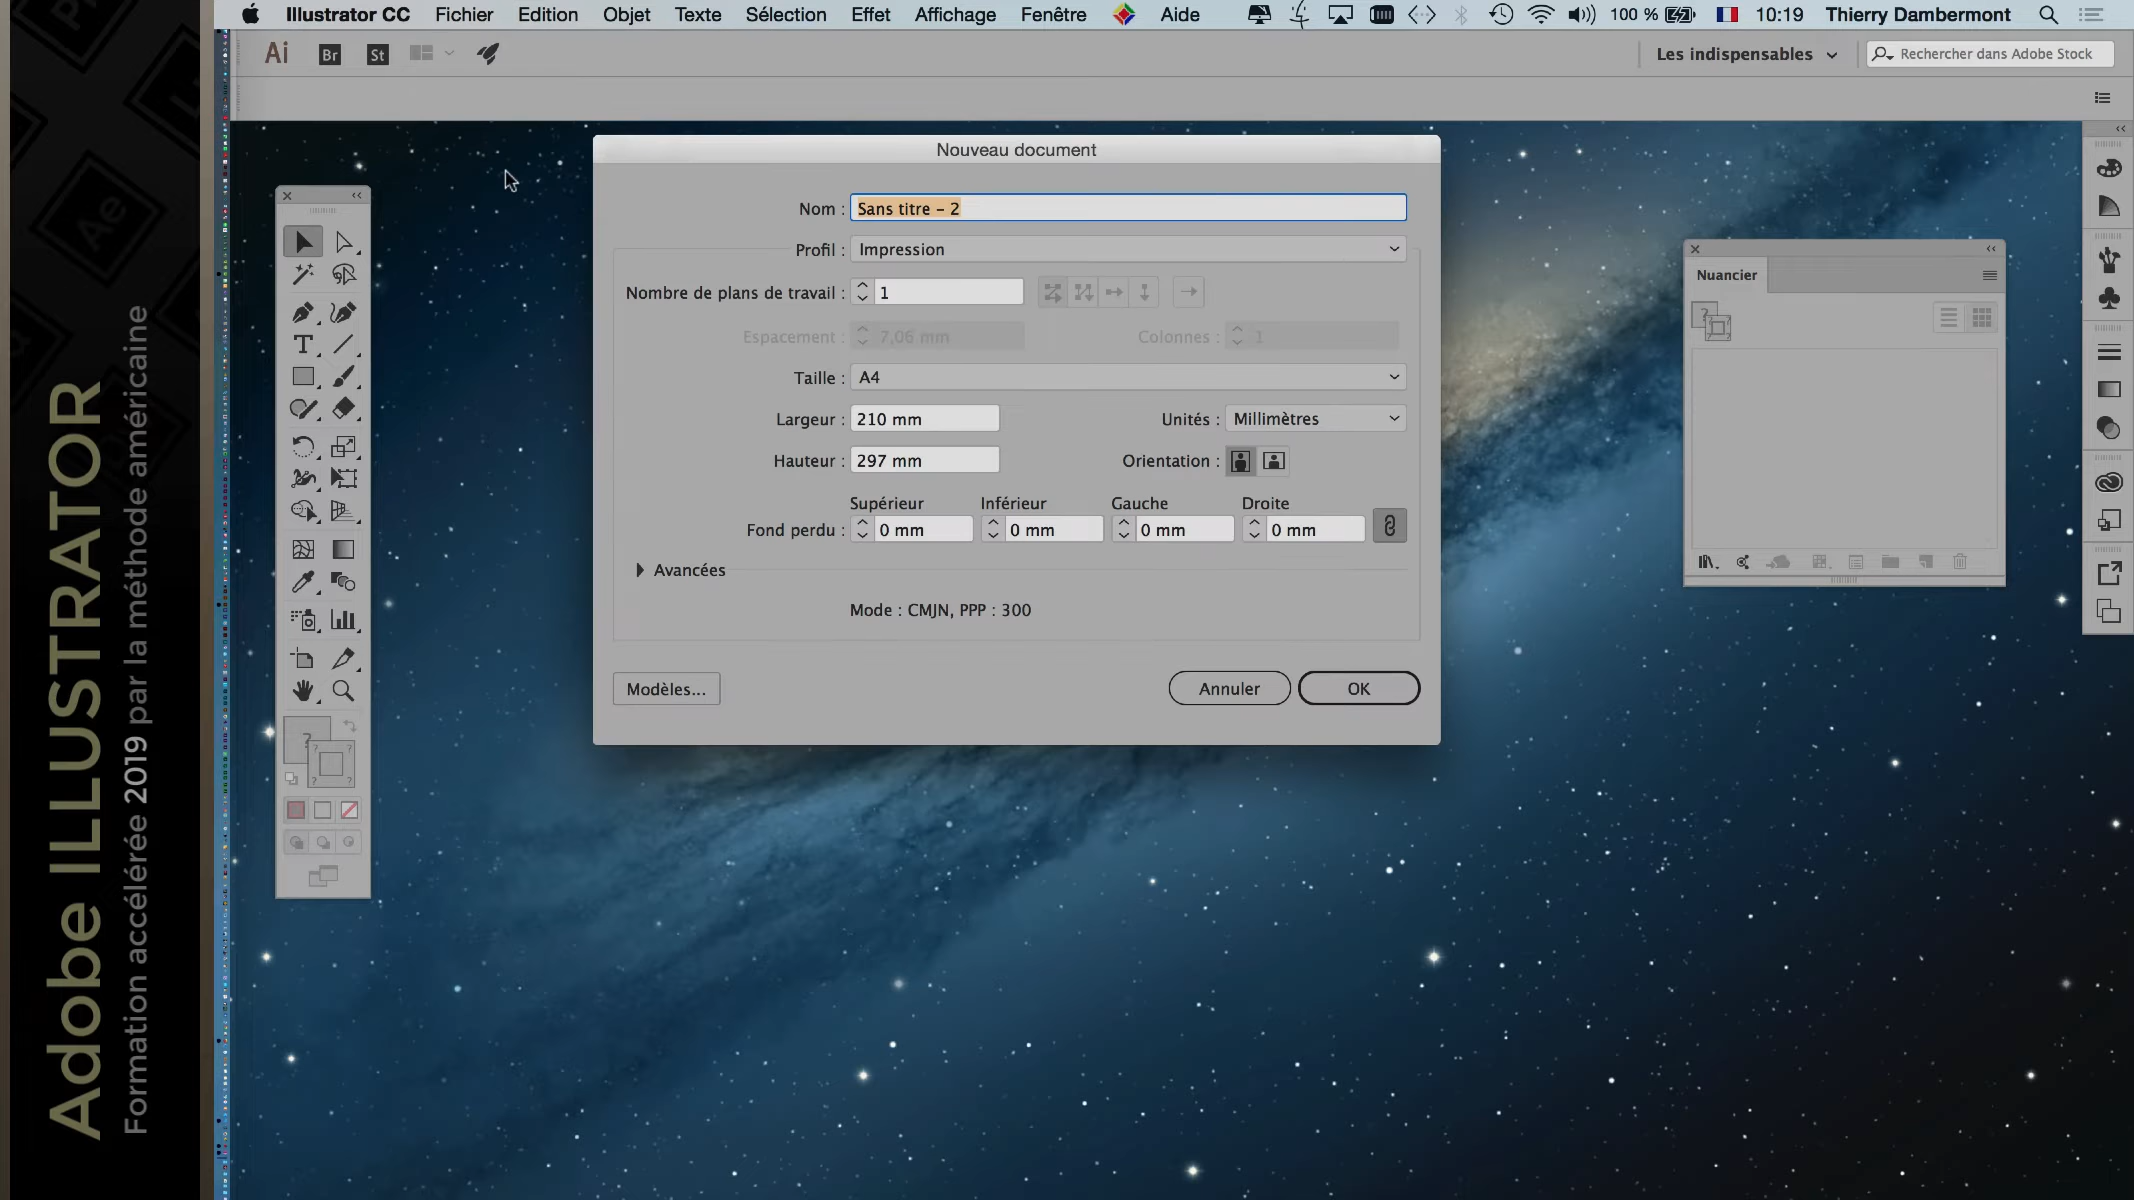 Illustrator CC Fichier Edition Objet Texte Sélection Effet Affichage Fenêtre Aide 100 % 10:19 Thierry Dambermont
Ai Br St Les indispensables Rechercher dans Adobe Stock
Adobe ILLUSTRATOR
Formation accélérée 2019 par la méthode américaine
Ae
Nouveau document
Nom : Sans titre - 2
Profil : Impression
Nombre de plans de travail : 1
Espacement : 7,06 mm Colonnes : 1
Taille : A4
Largeur : 210 mm Unités : Millimètres
Hauteur : 297 mm Orientation :
Supérieur Inférieur Gauche Droite
Fond perdu : 0 mm 0 mm 0 mm 0 mm
Avancées
Mode : CMJN, PPP : 300
Modèles... Annuler OK
Nuancier